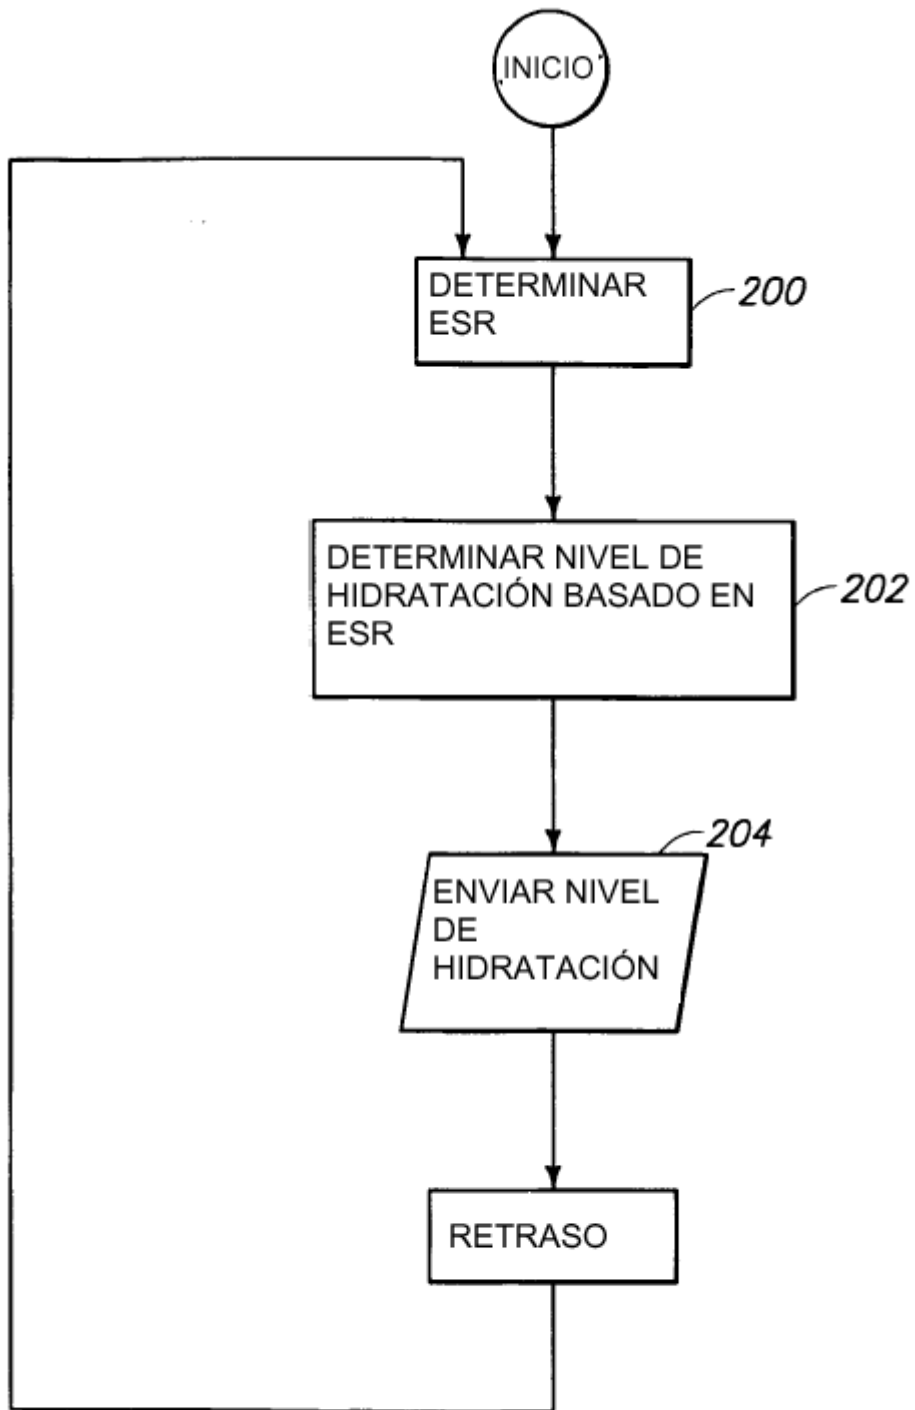 INICIO
DETERMINAR
ESR
200
DETERMINAR NIVEL DE
HIDRATACIÓN BASADO EN
ESR
202
204
ENVIAR NIVEL
DE
HIDRATACIÓN
RETRASO